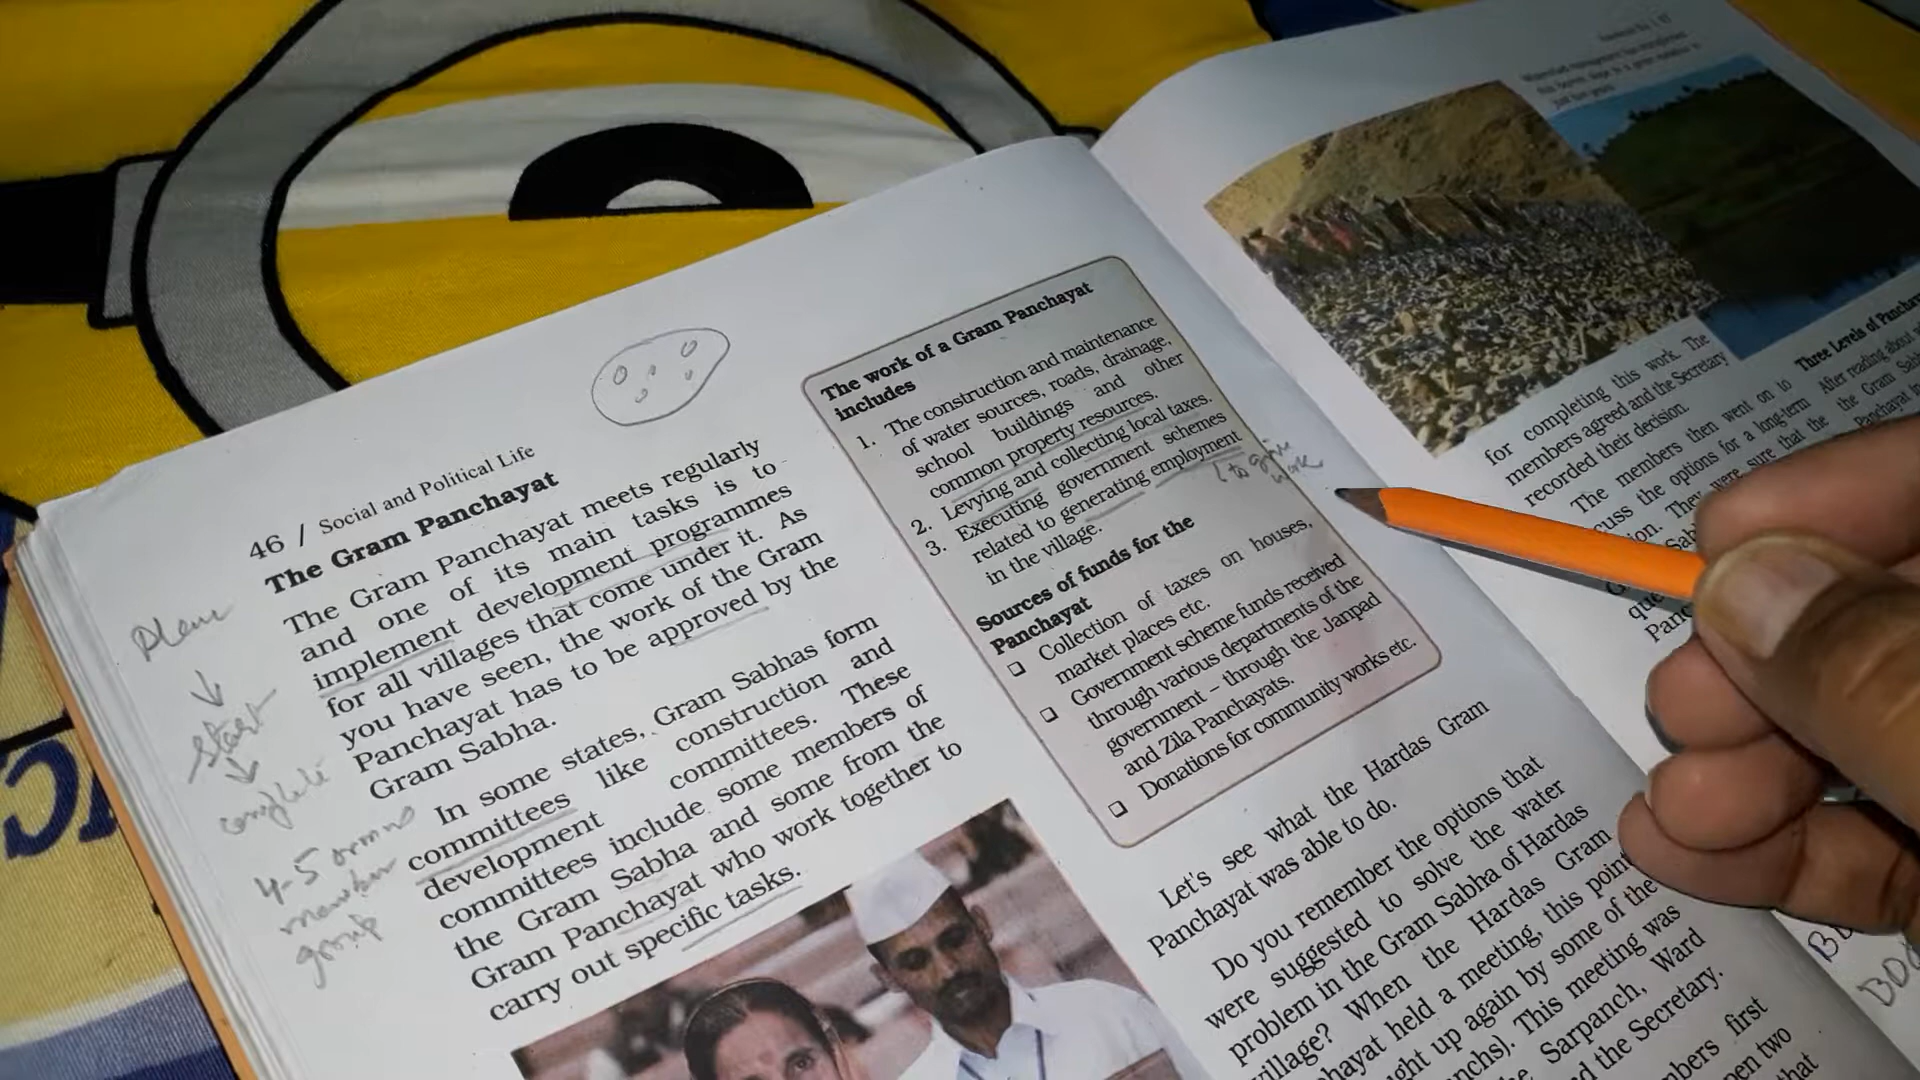 46 / Social and Political Life
The Gram Panchayat
The Gram Panchayat meets regularly
and one of its main tasks is to
implement development programmes
for all villages that come under it. As
you have seen, the work of the Gram
Panchayat has to be approved by the
Gram Sabha.
In some states, Gram Sabhas form
committees like construction and
development committees. These
committees include some members of
the Gram Sabha and some from the
Gram Panchayat who work together to
carry out specific tasks.
start
4-5
member
group
The work of a Gram Panchayat
includes
1. The construction and maintenance
of water sources, roads, drainage,
school buildings and other
common property resources.
2. Levying and collecting local taxes.
3. Executing government schemes
related to generating employment
in the village.
(to give
work
Sources of funds for the
Panchayat
Collection of taxes on houses,
market places etc.
Government scheme funds received
through various departments of the
government – through the Janpad
and Zila Panchayats.
Donations for community works etc.
Let's see what the Hardas Gram
Panchayat was able to do.
Do you remember the options that
were suggested to solve the water
problem in the Gram Sabha of Hardas
village? When the Hardas Gram
held a meeting, this point
up again by some of the
This meeting was
Sarpanch, Ward
the Secretary.
first
two
that
for completing this work. The
members agreed and the Secretary
recorded their decision.
The members then went on to
the options for a long-term
They were sure that the
Three Levels of
After reading about
the Gram
Panchayat